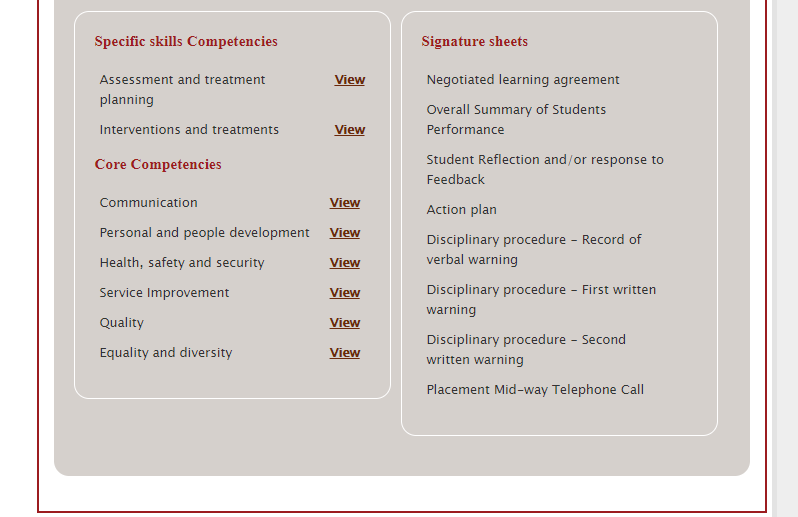 Specific skills Competencies
Assessment and treatment View
planning
Interventions and treatments View
Core Competencies
Communication View
Personal and people development View
Health, safety and security View
Service Improvement View
Quality View
Equality and diversity View
Signature sheets
Negotiated learning agreement
Overall Summary of Students
Performance
Student Reflection and/or response to
Feedback
Action plan
Disciplinary procedure - Record of
verbal warning
Disciplinary procedure - First written
warning
Disciplinary procedure - Second
written warning
Placement Mid-way Telephone Call